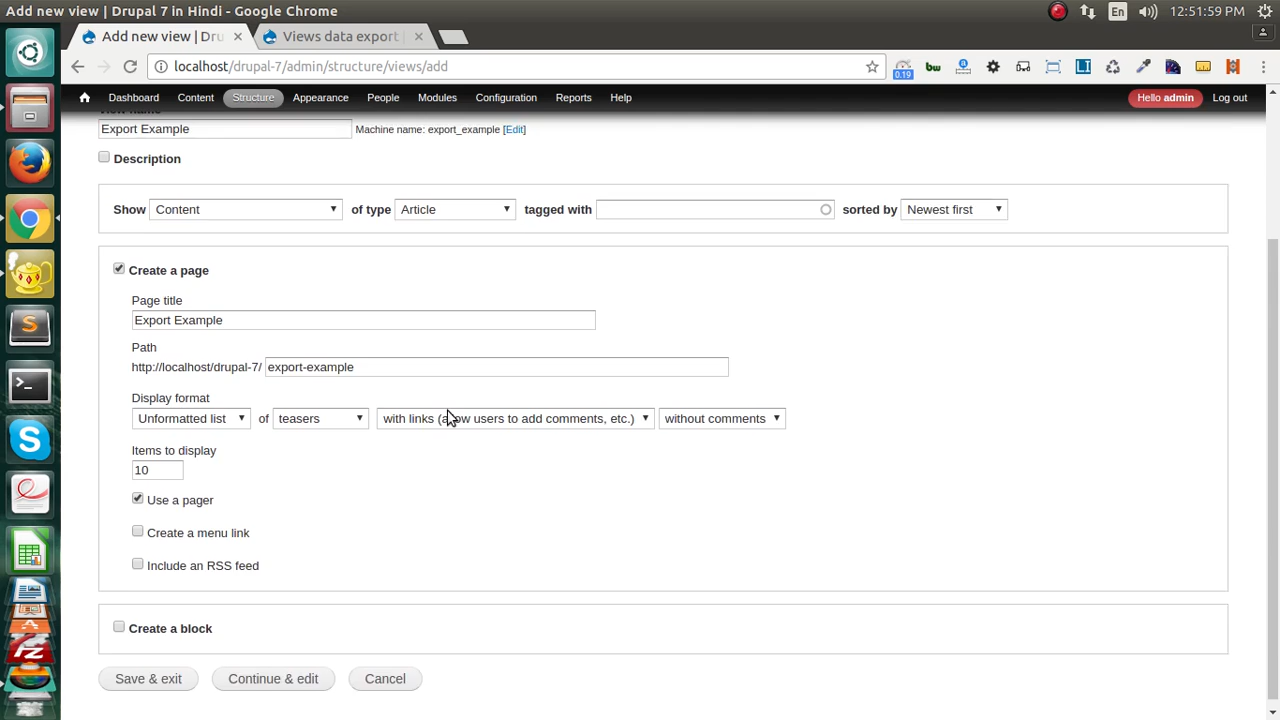 Add new view | Drupal 7 in Hindi - Google Chrome
En 12:51:59 PM
Add new view | Dru
Views data export
localhost/drupal-7/admin/structure/views/add
0.19
bw
LI
Dashboard Content Structure Appearance People Modules Configuration Reports Help Hello admin Log out
Export Example Machine name: export_example [Edit]
Description
Show Content of type Article tagged with sorted by Newest first
Create a page
Page title
Export Example
Path
http://localhost/drupal-7/ export-example
Display format
Unformatted list of teasers with links (allow users to add comments, etc.) without comments
Items to display
10
Use a pager
Create a menu link
Include an RSS feed
Create a block
Save & exit Continue & edit Cancel